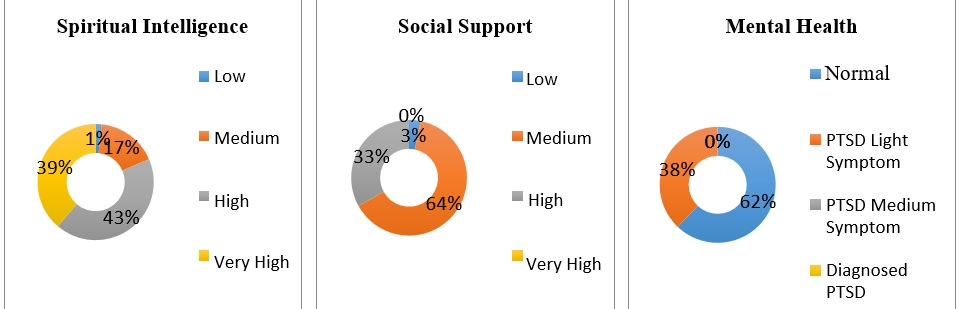 Spiritual Intelligence
Low
Medium
High
Very High
1%
17%
43%
39%
Social Support
Low
Medium
High
Very High
0%
3%
64%
33%
Mental Health
Normal
PTSD Light
Symptom
PTSD Medium
Symptom
Diagnosed
PTSD
0%
62%
38%